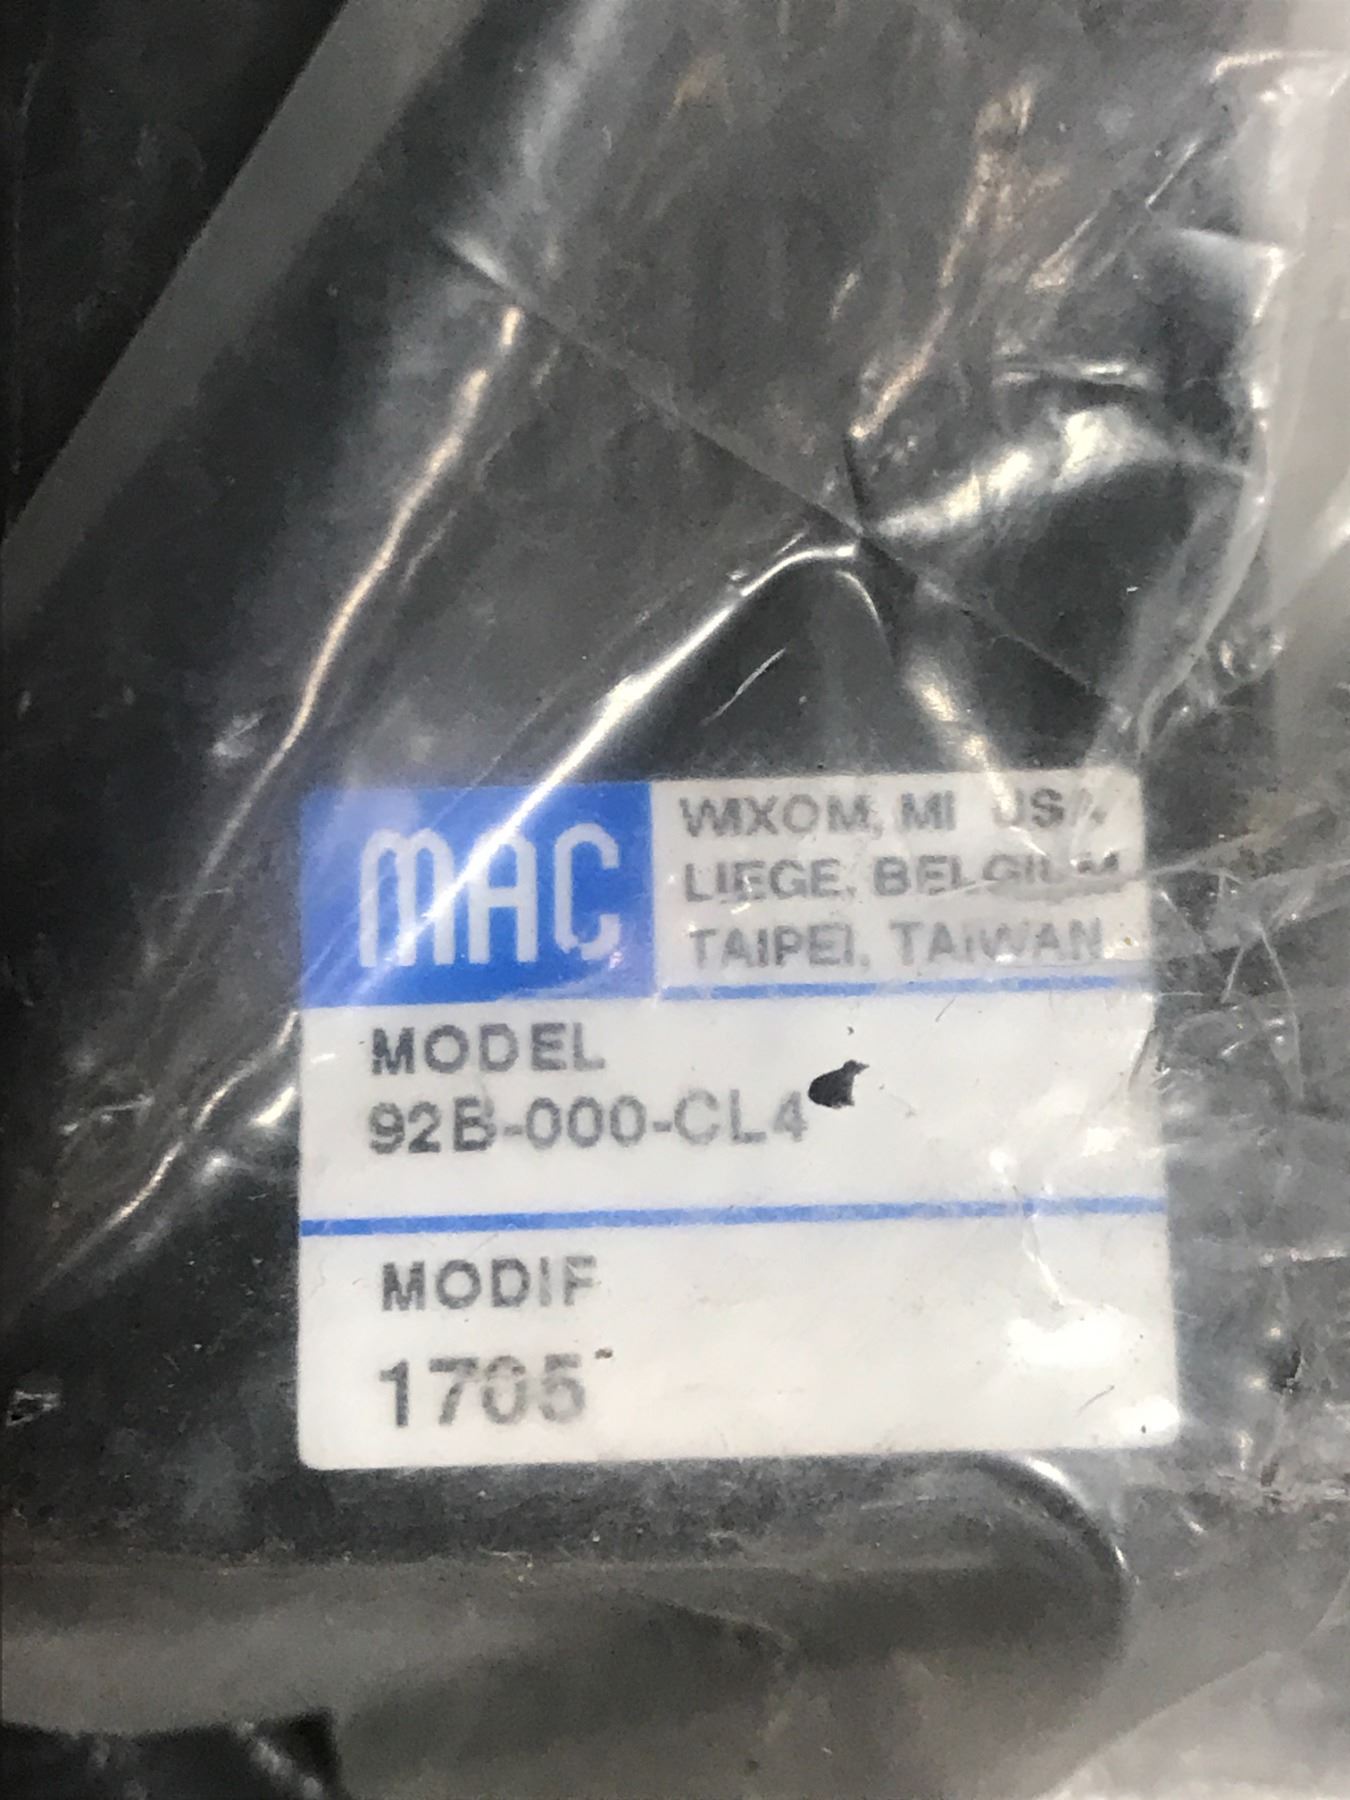 MAC
WIXOM, MI USA
LIEGE, BELGIUM
TAIPEI, TAIWAN
MODEL
92B-000-CL4
MODIF
1705